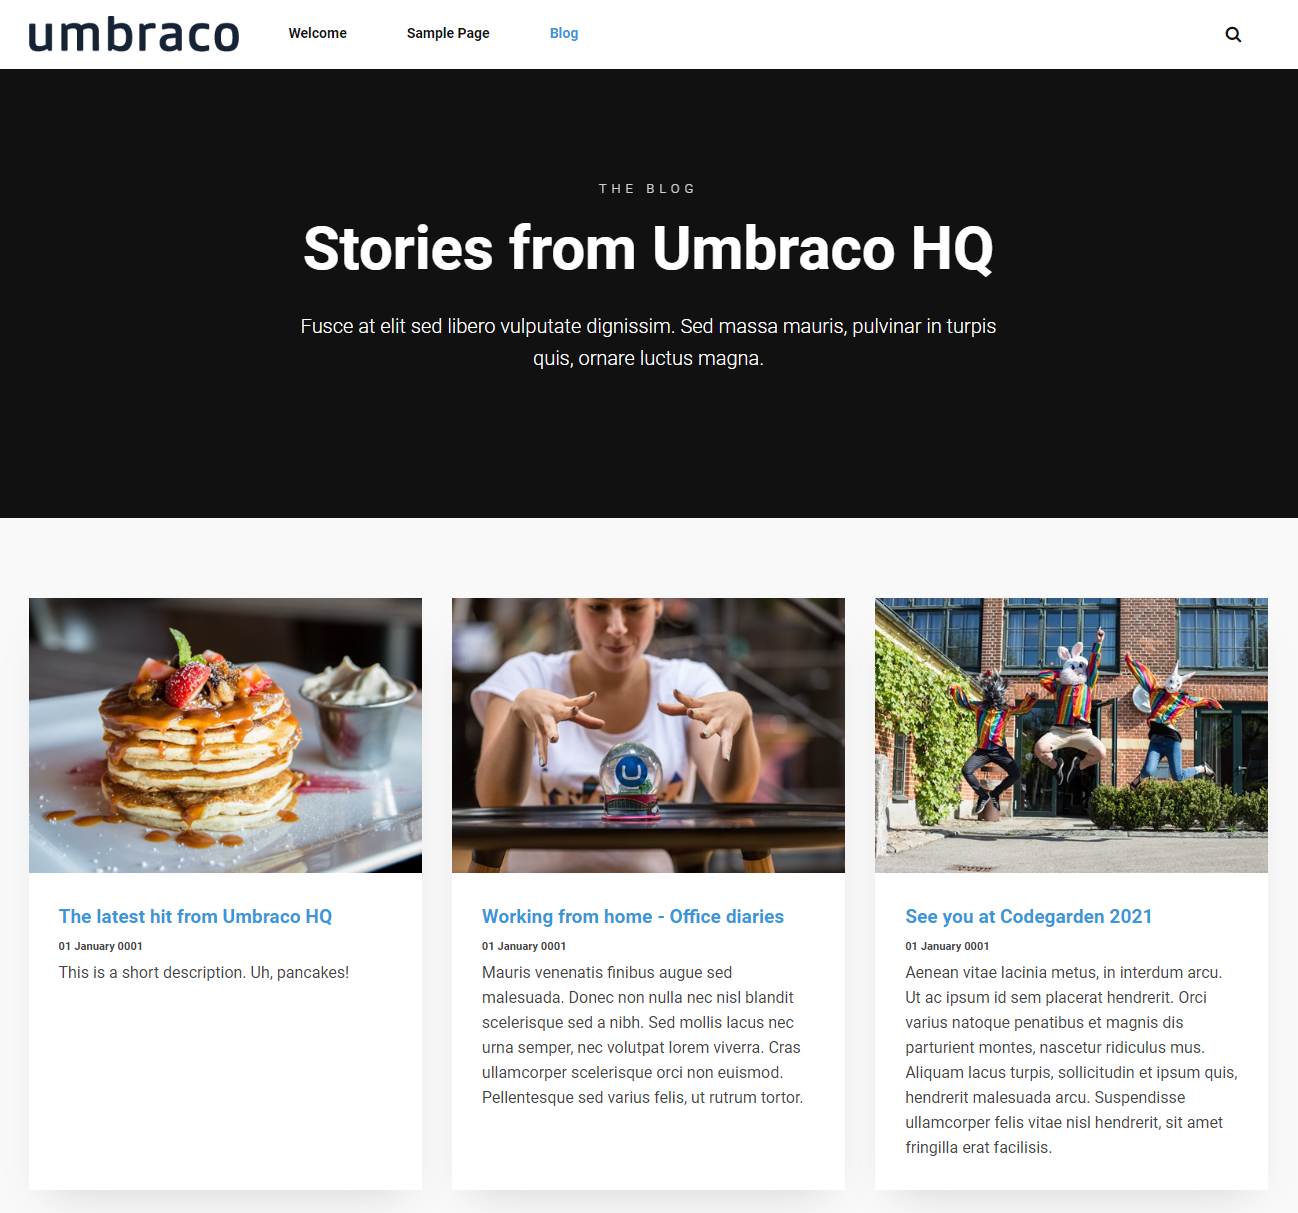 umbraco
Welcome
Sample Page
Blog
THE BLOG
Stories from Umbraco HQ
Fusce at elit sed libero vulputate dignissim. Sed massa mauris, pulvinar in turpis
quis, ornare luctus magna.
The latest hit from Umbraco HQ
01 January 0001
This is a short description. Uh, pancakes!
Working from home - Office diaries
01 January 0001
Mauris venenatis finibus augue sed
malesuada. Donec non nulla nec nisl blandit
scelerisque sed a nibh. Sed mollis lacus nec
urna semper, nec volutpat lorem viverra. Cras
ullamcorper scelerisque orci non euismod.
Pellentesque sed varius felis, ut rutrum tortor.
See you at Codegarden 2021
01 January 0001
Aenean vitae lacinia metus, in interdum arcu.
Ut ac ipsum id sem placerat hendrerit. Orci
varius natoque penatibus et magnis dis
parturient montes, nascetur ridiculus mus.
Aliquam lacus turpis, sollicitudin et ipsum quis,
hendrerit malesuada arcu. Suspendisse
ullamcorper felis vitae nisl hendrerit, sit amet
fringilla erat facilisis.